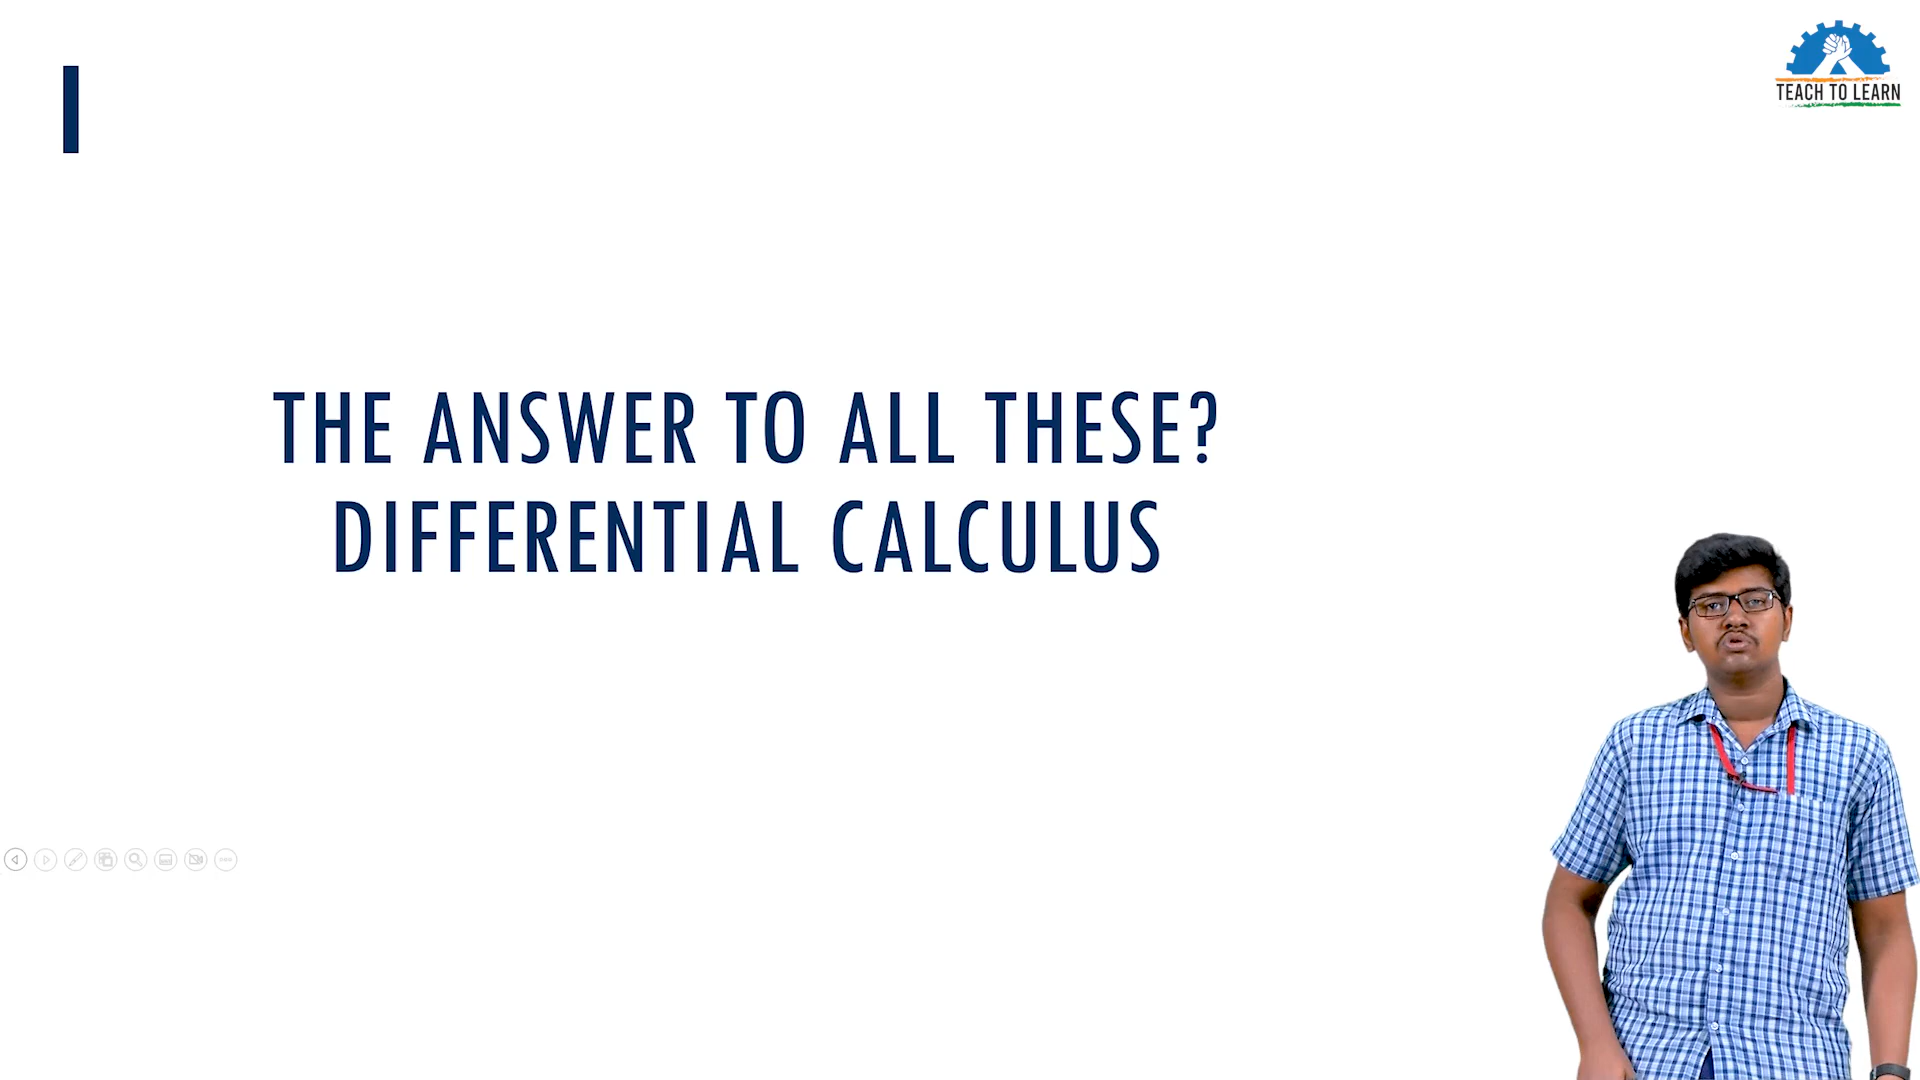 TEACH TO LEARN
THE ANSWER TO ALL THESE?
DIFFERENTIAL CALCULUS